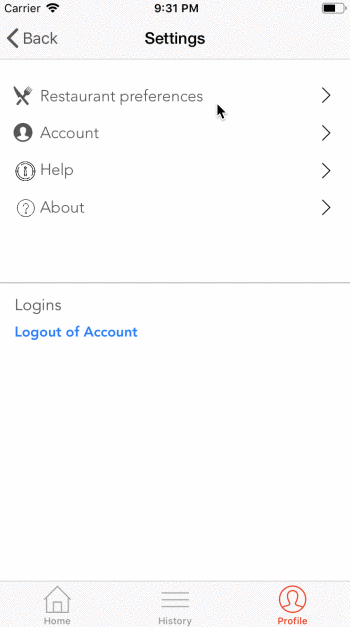 Carrier 9:31 PM
Back Settings
Restaurant preferences
Account
Help
About
Logins
Logout of Account
Home History Profile